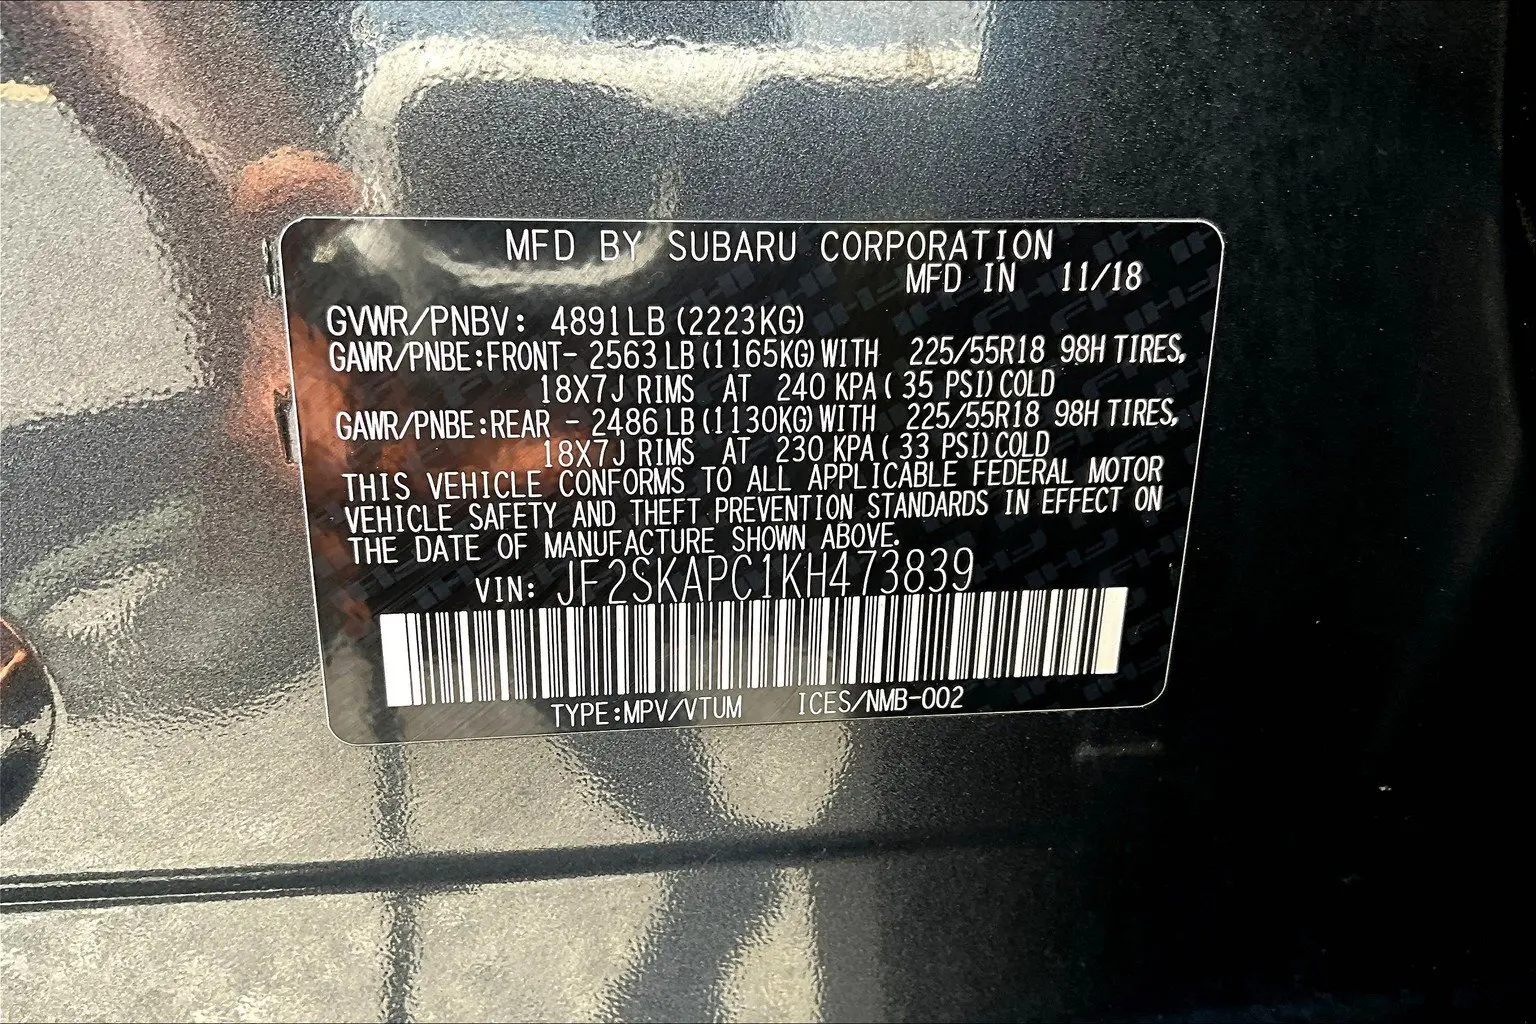 MFD BY SUBARU CORPORATION
MFD IN 11/18
GVWR/PNBV: 4891LB (2223KG)
GAWR/PNBE:FRONT- 2563 LB (1165KG) WITH 225/55R18 98H TIRES,
18X7J RIMS AT 240 KPA ( 35 PSI) COLD
GAWR/PNBE:REAR - 2486 LB (1130KG) WITH 225/55R18 98H TIRES,
18X7J RIMS AT 230 KPA ( 33 PSI) COLD
THIS VEHICLE CONFORMS TO ALL APPLICABLE FEDERAL MOTOR
VEHICLE SAFETY AND THEFT PREVENTION STANDARDS IN EFFECT ON
THE DATE OF MANUFACTURE SHOWN ABOVE.
VIN: JF2SKAPC1KH473839
TYPE:MPV/VTUM ICES/NMB-002